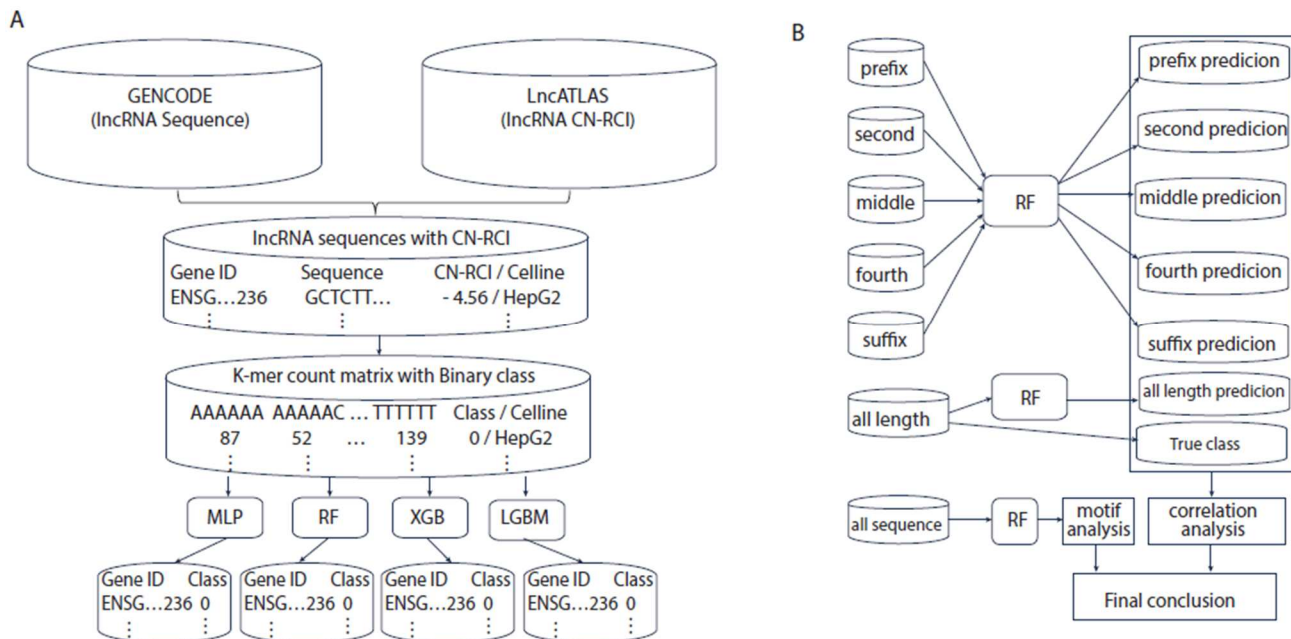 A
GENCODE
(lncRNA Sequence)
LncATLAS
(lncRNA CN-RCI)
lncRNA sequences with CN-RCI
Gene ID Sequence CN-RCI / Celline
ENSG...236 GCTCTT... - 4.56 / HepG2
⋮ ⋮ ⋮
K-mer count matrix with Binary class
AAAAAA AAAAAC ... TTTTTT Class / Celline
87 52 ... 139 0 / HepG2
⋮ ⋮ ⋮ ⋮
MLP RF XGB LGBM
Gene ID Class
ENSG...236 0
⋮ ⋮
Gene ID Class
ENSG...236 0
⋮ ⋮
Gene ID Class
ENSG...236 0
⋮ ⋮
Gene ID Class
ENSG...236 0
⋮ ⋮
B
prefix
second
middle
fourth
suffix
RF
prefix predicion
second predicion
middle predicion
fourth predicion
suffix predicion
all length
RF
all length predicion
True class
all sequence
RF
motif
analysis
correlation
analysis
Final conclusion